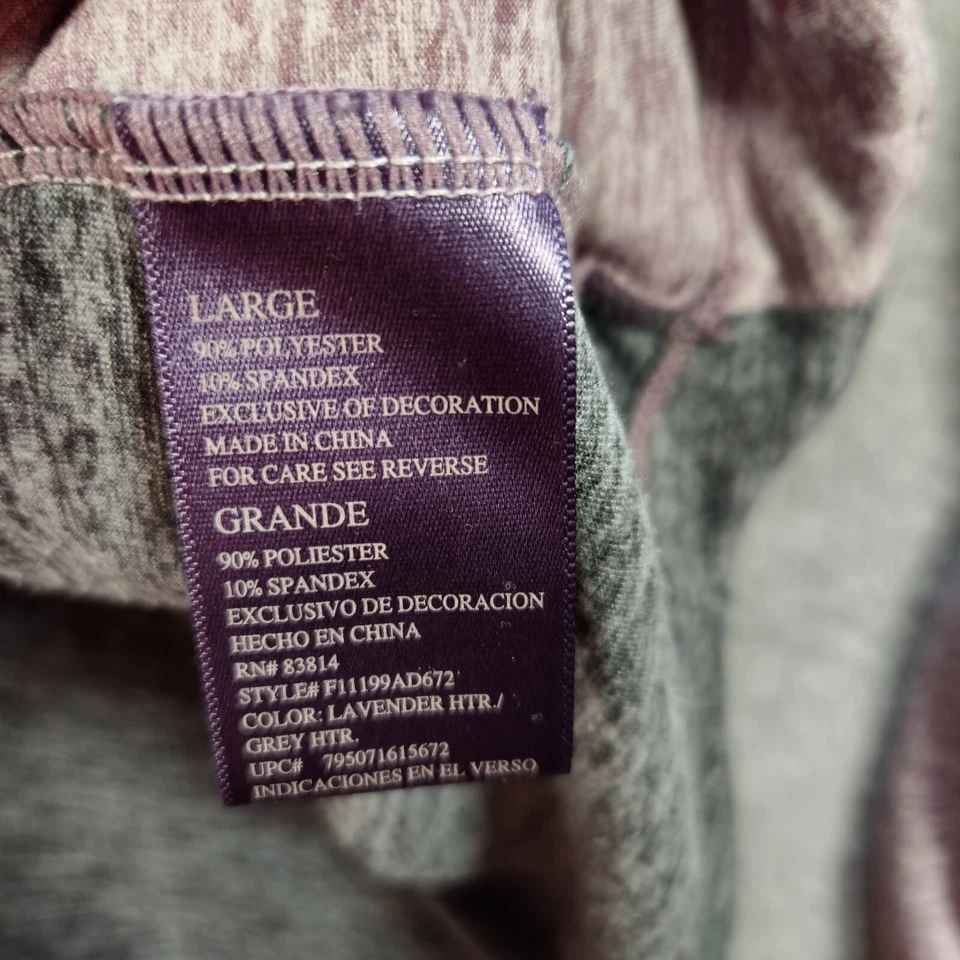 LARGE
90% POLYESTER
10% SPANDEX
EXCLUSIVE OF DECORATION
MADE IN CHINA
FOR CARE SEE REVERSE
GRANDE
90% POLIESTER
10% SPANDEX
EXCLUSIVO DE DECORACION
HECHO EN CHINA
RN# 83814
STYLE# F11199AD672
COLOR: LAVENDER HTR./
GREY HTR.
UPC# 795071615672
INDICACIONES EN EL VERSO